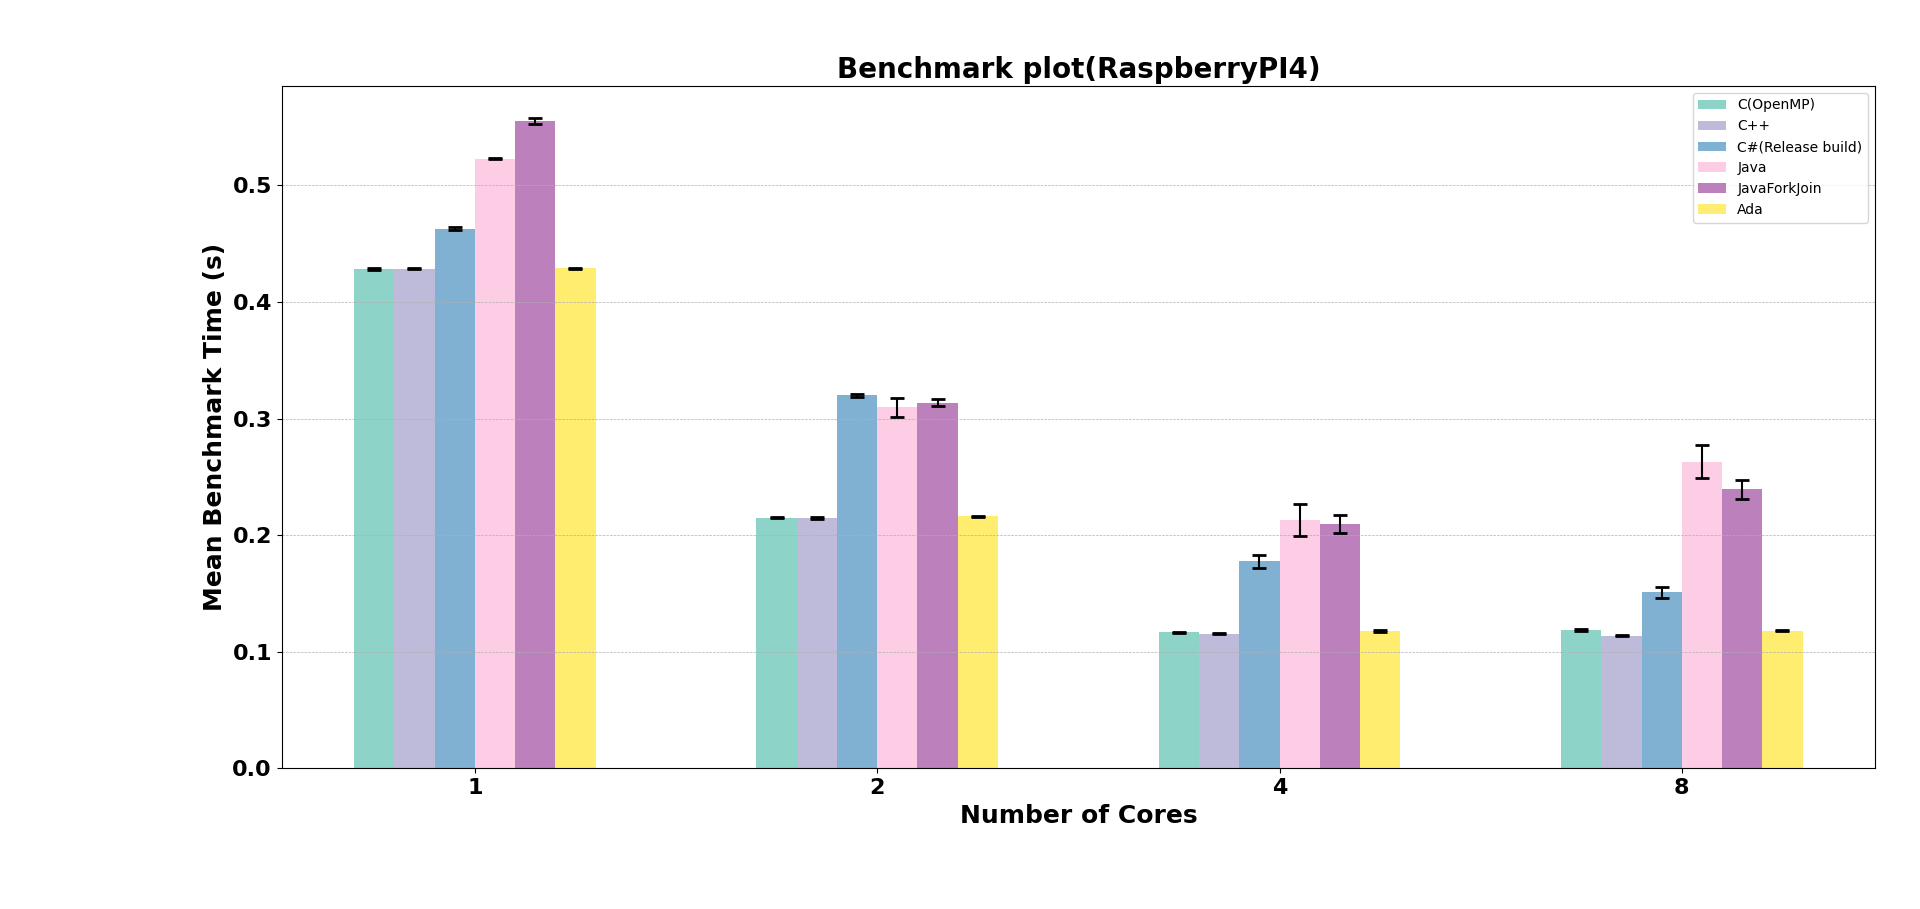 Benchmark plot(RaspberryPI4)
C(OpenMP)
C++
C#(Release build)
Java
JavaForkJoin
Ada
Mean Benchmark Time (s)
0.5
0.4
0.3
0.2
0.1
0.0
1 2 4 8
Number of Cores